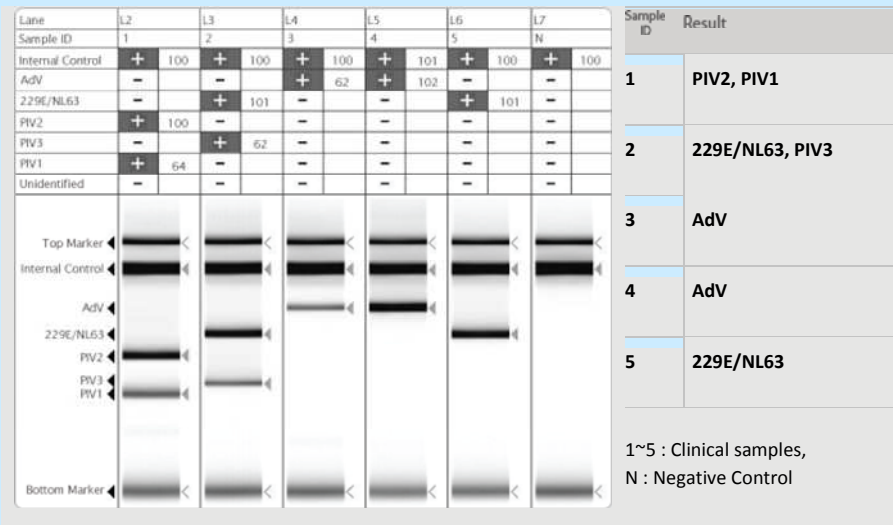 Lane L2 L3 L4 L5 L6 L7
Sample ID 1 2 3 4 5 N
Internal Control + 100 + 100 + 100 + 101 + 100 + 100
AdV - - + 62 + 102 - -
229E/NL63 - + 101 - - + 101 -
PIV2 + 100 - - - - -
PIV3 - + 62 - - - -
PIV1 + 64 - - - - -
Unidentified - - - - - -
Top Marker
Internal Control
AdV
229E/NL63
PIV2
PIV3
PIV1
Bottom Marker
Sample ID Result
1 PIV2, PIV1
2 229E/NL63, PIV3
3 AdV
4 AdV
5 229E/NL63
1~5 : Clinical samples,
N : Negative Control